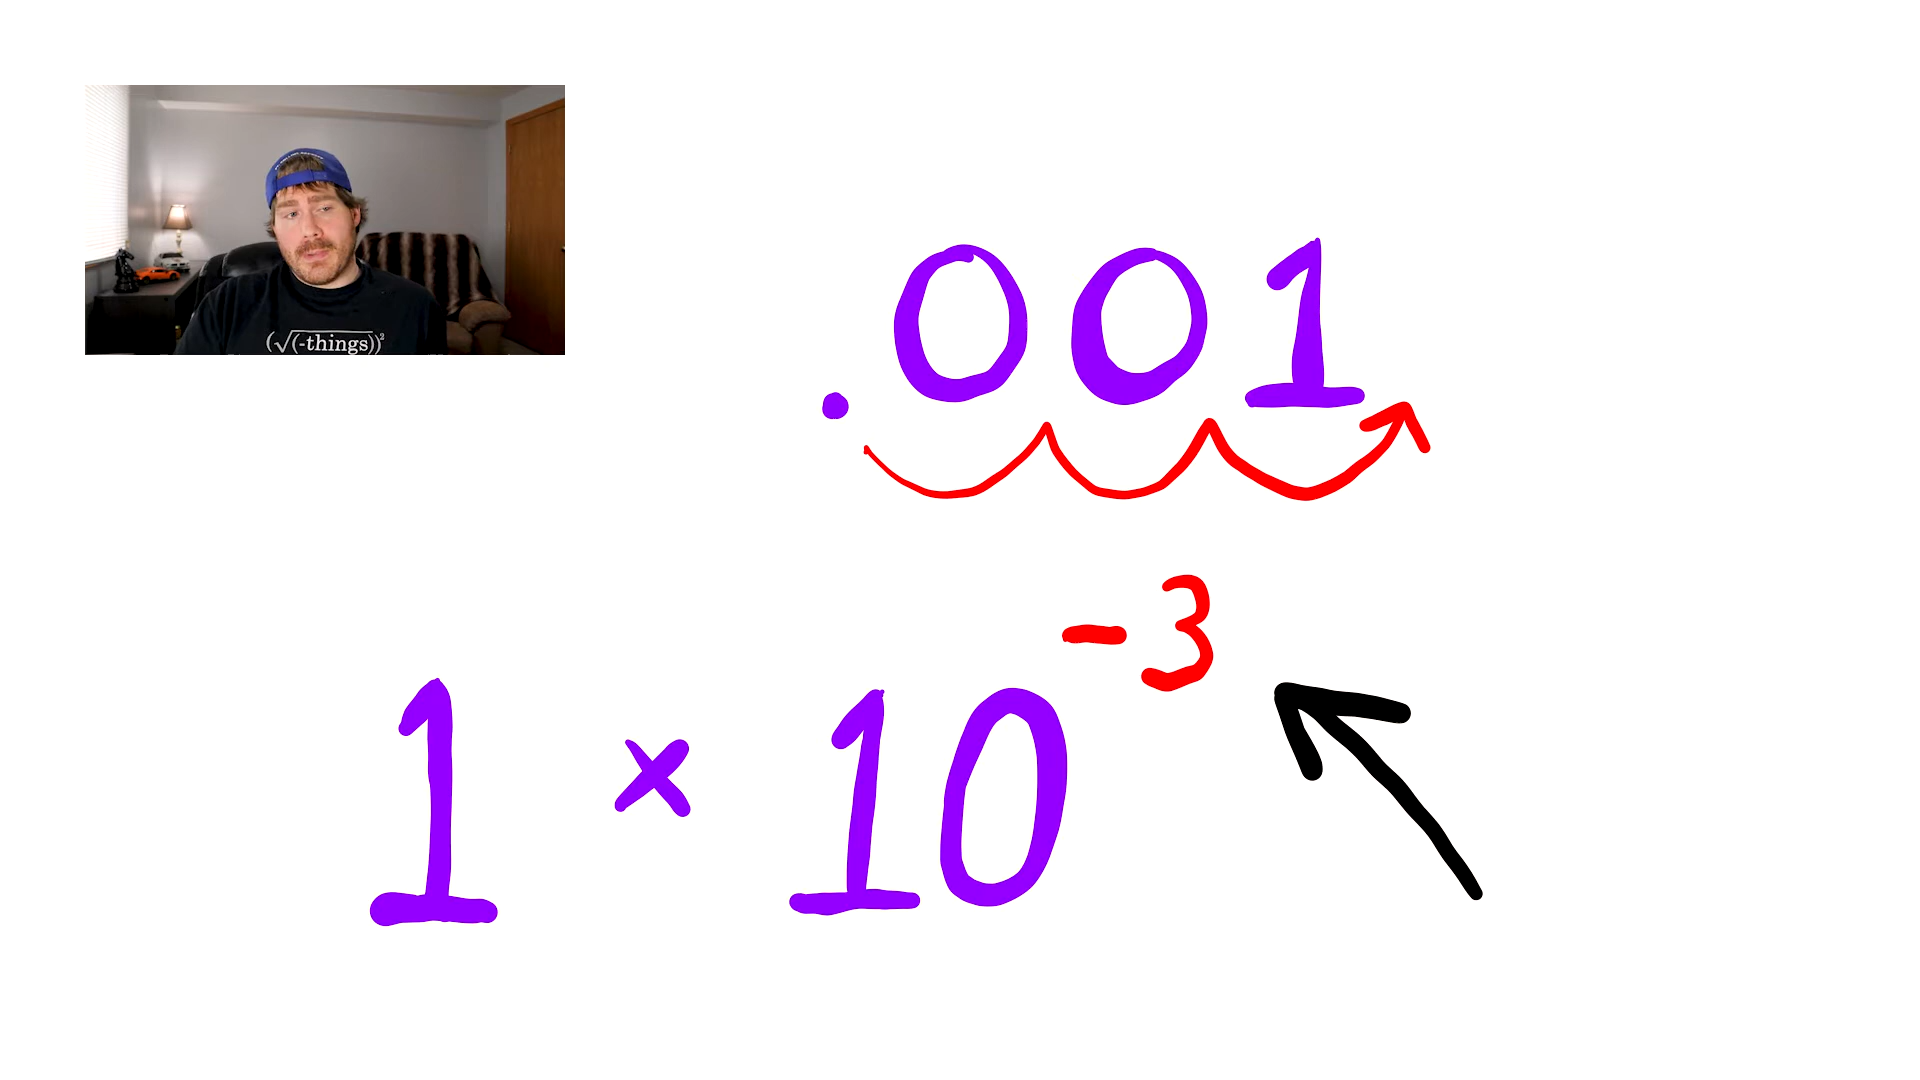 (√(-things))²
.001
1 × 10⁻³